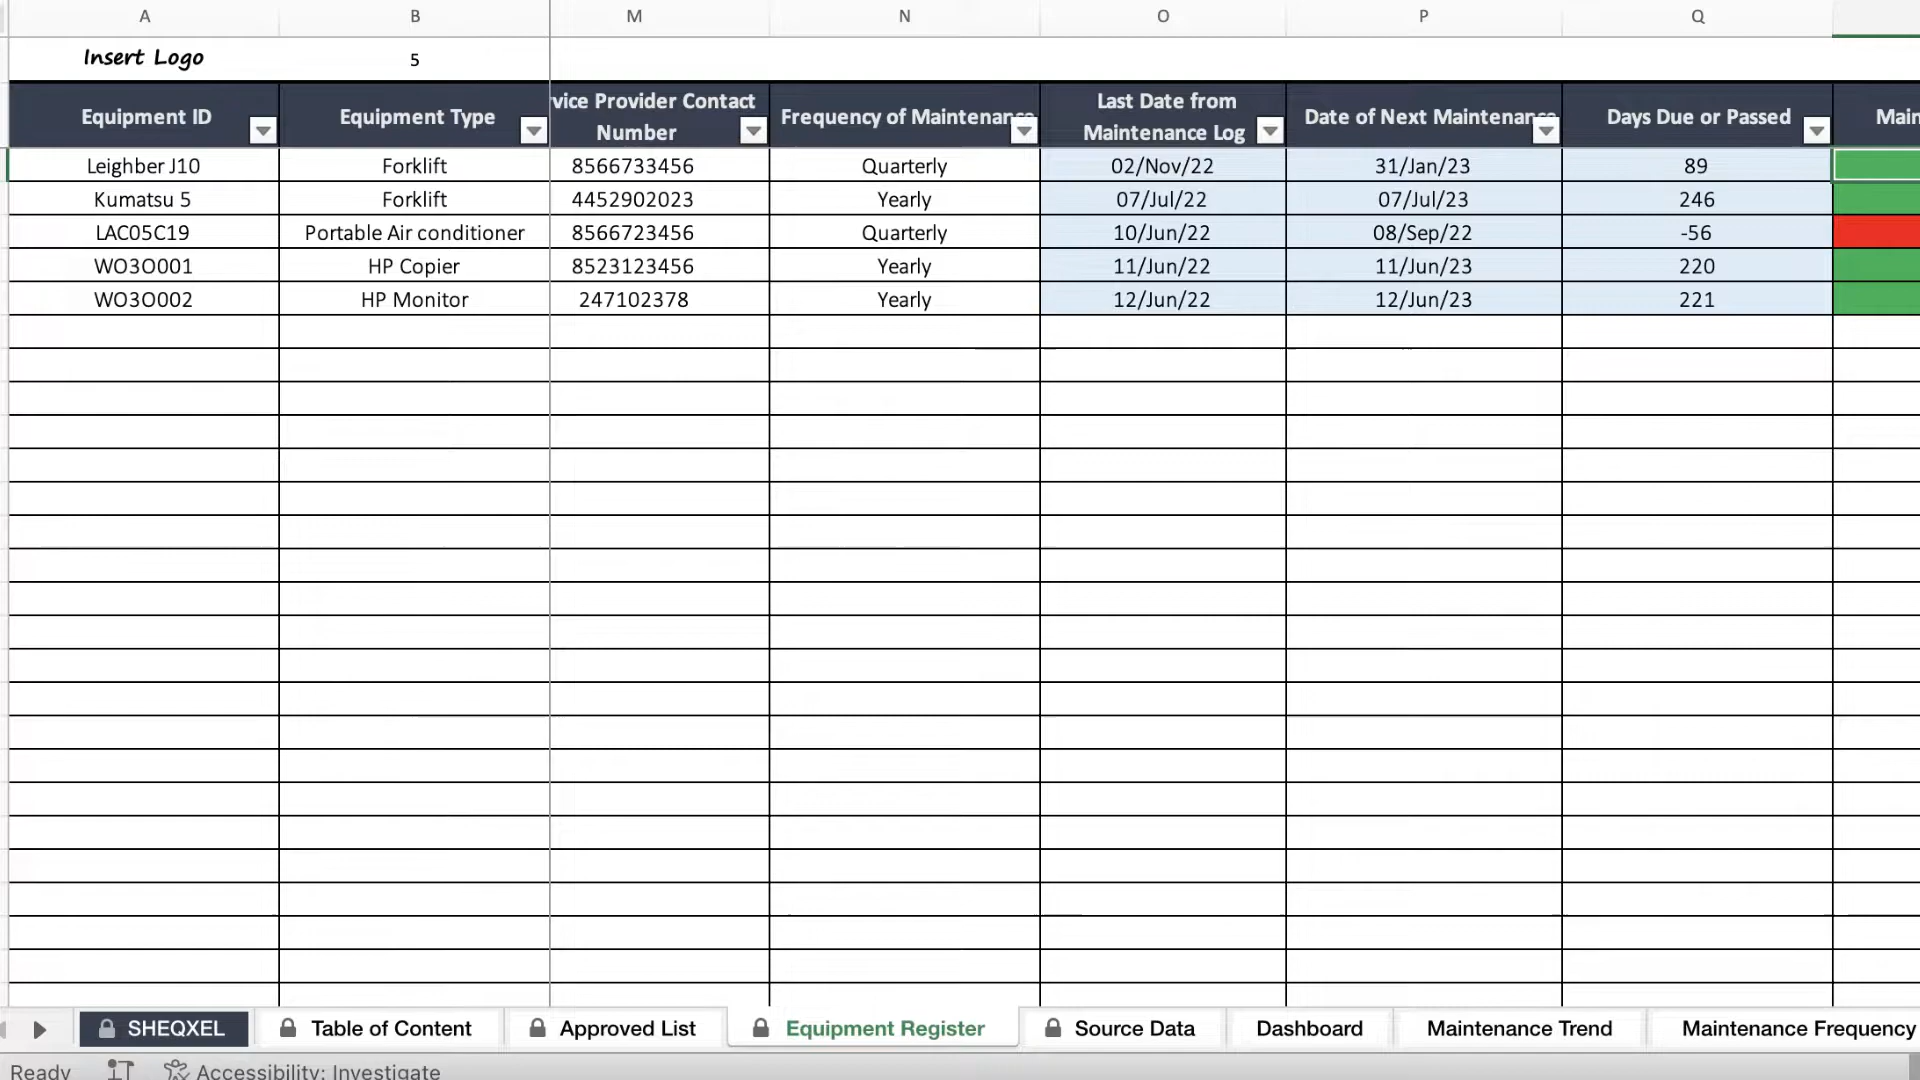 A B M N O P Q
Insert Logo 5
Equipment ID Equipment Type vice Provider Contact Number Frequency of Maintenanc Last Date from Maintenance Log Date of Next Maintenanc Days Due or Passed Main
Leighber J10 Forklift 8566733456 Quarterly 02/Nov/22 31/Jan/23 89
Kumatsu 5 Forklift 4452902023 Yearly 07/Jul/22 07/Jul/23 246
LAC05C19 Portable Air conditioner 8566723456 Quarterly 10/Jun/22 08/Sep/22 -56
WO3O001 HP Copier 8523123456 Yearly 11/Jun/22 11/Jun/23 220
WO3O002 HP Monitor 247102378 Yearly 12/Jun/22 12/Jun/23 221
SHEQXEL Table of Content Approved List Equipment Register Source Data Dashboard Maintenance Trend Maintenance Frequency
Ready Accessibility: Investigate